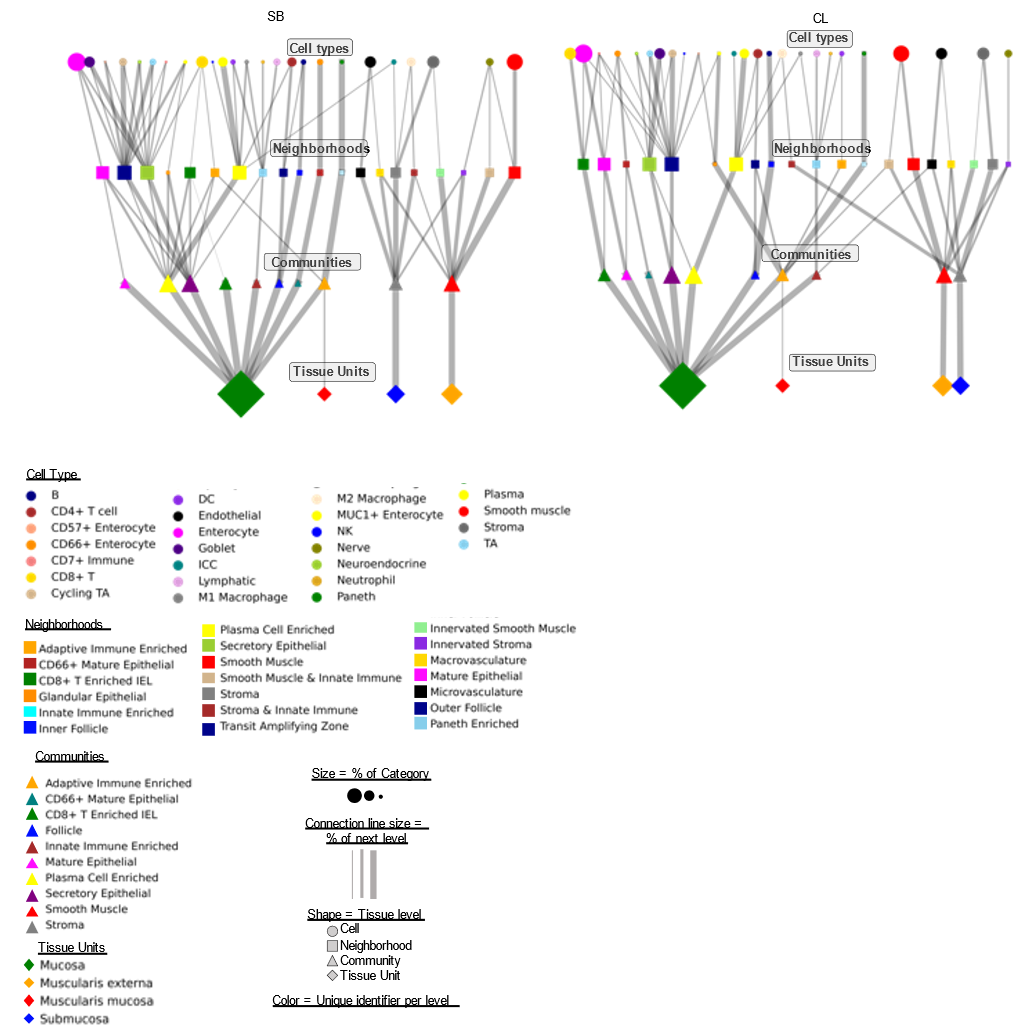 SB
CL
Cell types
Cell types
Neighborhoods
Neighborhoods
Communities
Communities
Tissue Units
Tissue Units
Cell Type
B
CD4+ T cell
CD57+ Enterocyte
CD66+ Enterocyte
CD7+ Immune
CD8+ T
Cycling TA
DC
Endothelial
Enterocyte
Goblet
ICC
Lymphatic
M1 Macrophage
M2 Macrophage
MUC1+ Enterocyte
NK
Nerve
Neuroendocrine
Neutrophil
Paneth
Plasma
Smooth muscle
Stroma
TA
Neighborhoods
Adaptive Immune Enriched
CD66+ Mature Epithelial
CD8+ T Enriched IEL
Glandular Epithelial
Innate Immune Enriched
Inner Follicle
Plasma Cell Enriched
Secretory Epithelial
Smooth Muscle
Smooth Muscle & Innate Immune
Stroma
Stroma & Innate Immune
Transit Amplifying Zone
Innervated Smooth Muscle
Innervated Stroma
Macrovasculature
Mature Epithelial
Microvasculature
Outer Follicle
Paneth Enriched
Communities
Adaptive Immune Enriched
CD66+ Mature Epithelial
CD8+ T Enriched IEL
Follicle
Innate Immune Enriched
Mature Epithelial
Plasma Cell Enriched
Secretory Epithelial
Smooth Muscle
Stroma
Tissue Units
Mucosa
Muscularis externa
Muscularis mucosa
Submucosa
Size = % of Category
Connection line size =
% of next level
Shape = Tissue level
Cell
Neighborhood
Community
Tissue Unit
Color = Unique identifier per level